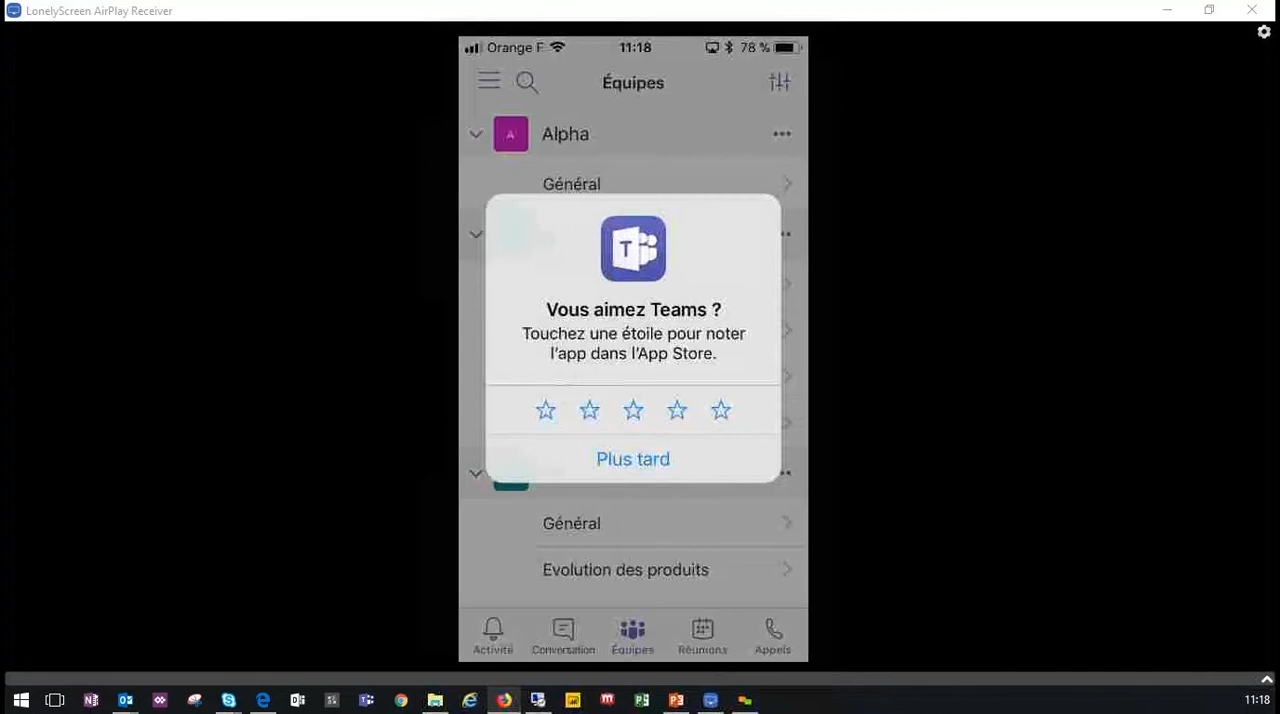 LonelyScreen AirPlay Receiver
Orange F 11:18 78 %
Équipes
A Alpha
Général
T
Vous aimez Teams ?
Touchez une étoile pour noter
l'app dans l'App Store.
Plus tard
Général
Evolution des produits
Activité Conversation Équipes Réunions Appels
11:18